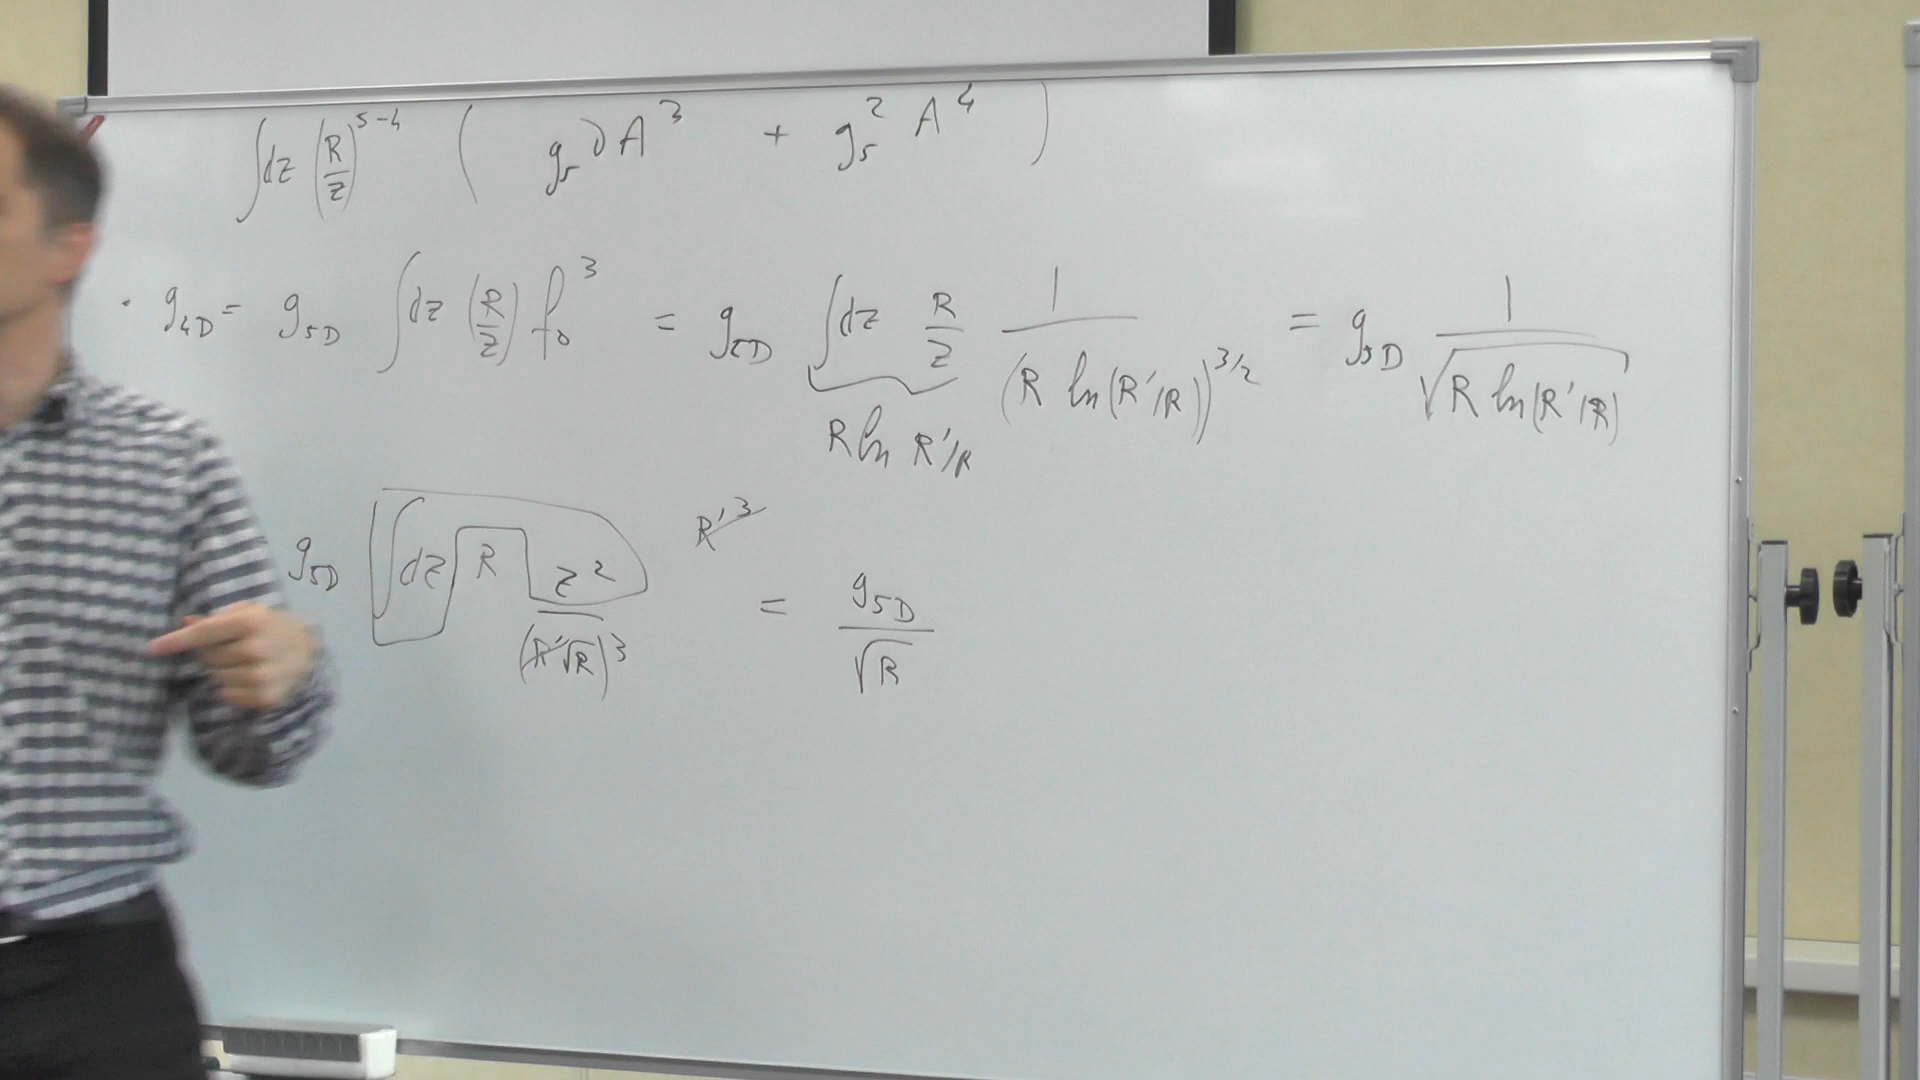 ∫dz (R/z)^{5-4} ( g_5 ∂A^3 + g_5^2 A^4 )
· g_{4D} = g_{5D} ∫dz (R/z) f_0^3 = g_{5D} ∫dz R/z 1/(R ln(R'/R))^{3/2} = g_{5D} 1/√(R ln(R'/R))
R ln R'/R
g_{5D} ∫dz R z^2/(R'√R)^3 R'^3 = g_{5D}/√R